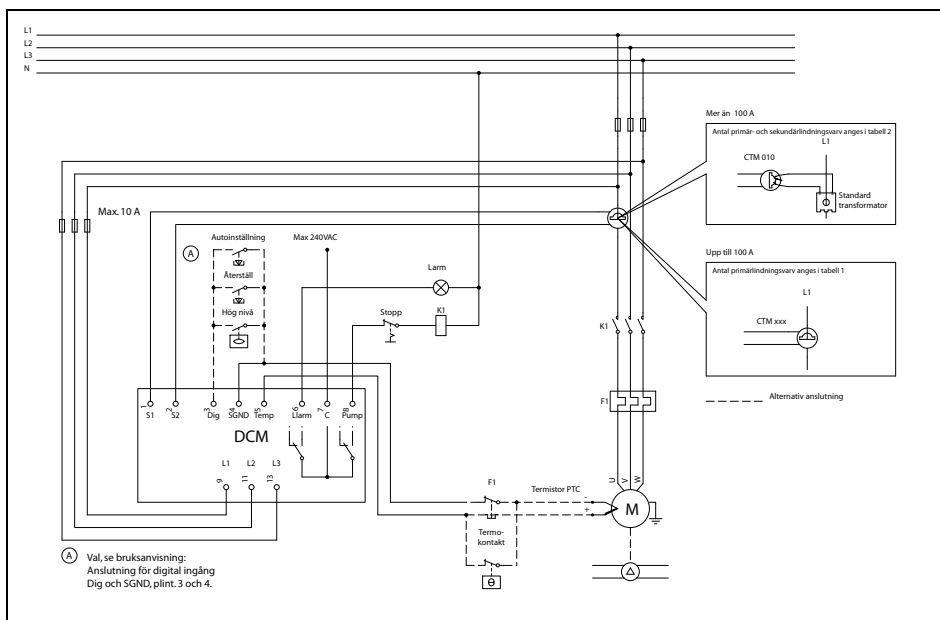 L1
L2
L3
N
Mer än 100 A
Antal primär- och sekundärlindningsvarv anges i tabell 2
L1
CTM 010
Standard
transformator
Max. 10 A
Autoinställning
Max 240VAC
A
Återställ
Larm
Hög nivå
Stopp
K1
Upp till 100 A
Antal primärlindningsvarv anges i tabell 1
L1
CTM xxx
K1
Alternativ anslutning
F1
1
2
3
4
5
6
7
8
S1
S2
Dig
SGND
Temp
Llarm
C
Pump
DCM
L1
L2
L3
9
11
13
U
V
W
F1
Termistor PTC
-
+
M
Termo-
kontakt
θ
A
Val, se bruksanvisning:
Anslutning för digital ingång
Dig och SGND, plint. 3 och 4.